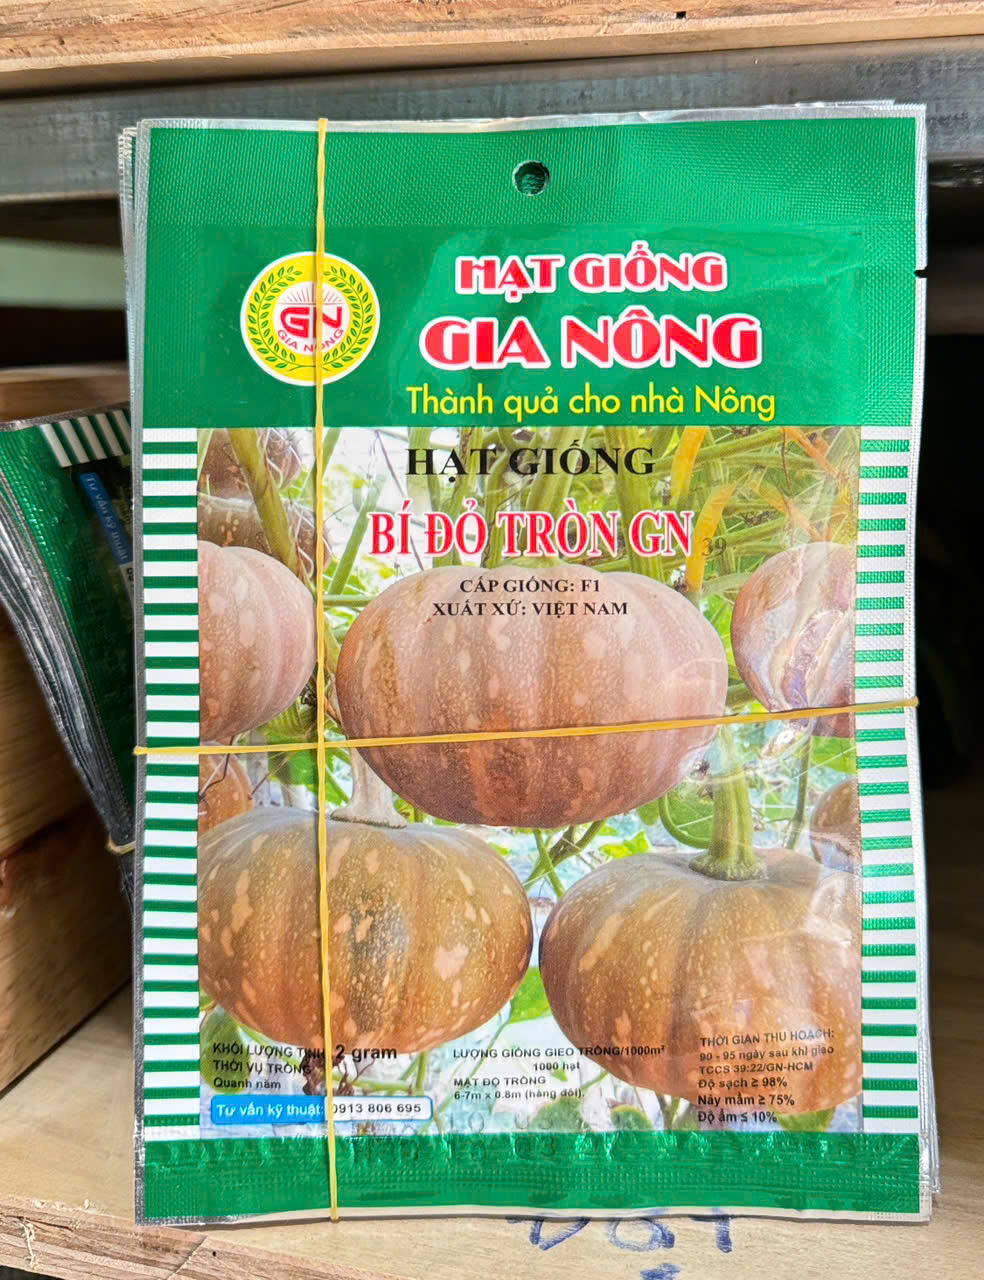 HẠT GIỐNG
GIA NÔNG
Thành quả cho nhà Nông
GN
GIA NÔNG
HẠT GIỐNG
BÍ ĐỎ TRÒN GN 39
CẤP GIỐNG: F1
XUẤT XỨ: VIỆT NAM
KHỐI LƯỢNG TỊNH 2 gram
THỜI VỤ TRỒNG
Quanh năm
Tư vấn kỹ thuật: 0913 806 695
LƯỢNG GIỐNG GIEO TRỒNG/1000m²
1000 hạt
MẬT ĐỘ TRỒNG
6-7m x 0.8m (hàng đôi).
THỜI GIAN THU HOẠCH:
90 - 95 ngày sau khi gieo
TCCS 39:22/GN-HCM
Độ sạch ≥ 98%
Nảy mầm ≥ 75%
Độ ẩm ≤ 10%
Tư vấn kỹ thuật